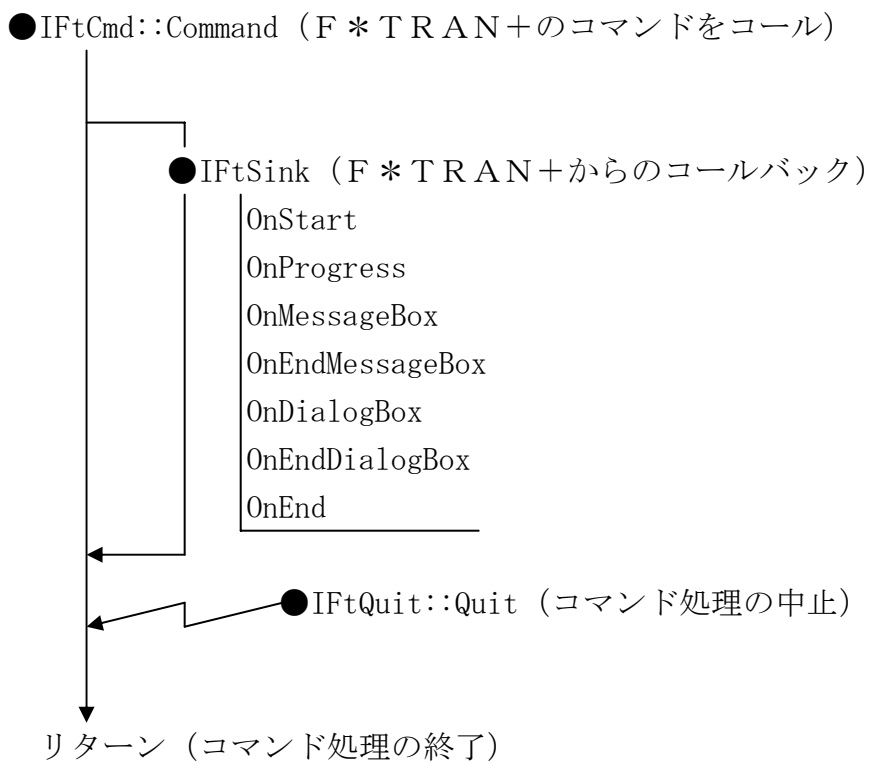 ●IFtCmd::Command（Ｆ＊ＴＲＡＮ＋のコマンドをコール）
●IFtSink（Ｆ＊ＴＲＡＮ＋からのコールバック）
OnStart
OnProgress
OnMessageBox
OnEndMessageBox
OnDialogBox
OnEndDialogBox
OnEnd
●IFtQuit::Quit（コマンド処理の中止）
リターン（コマンド処理の終了）